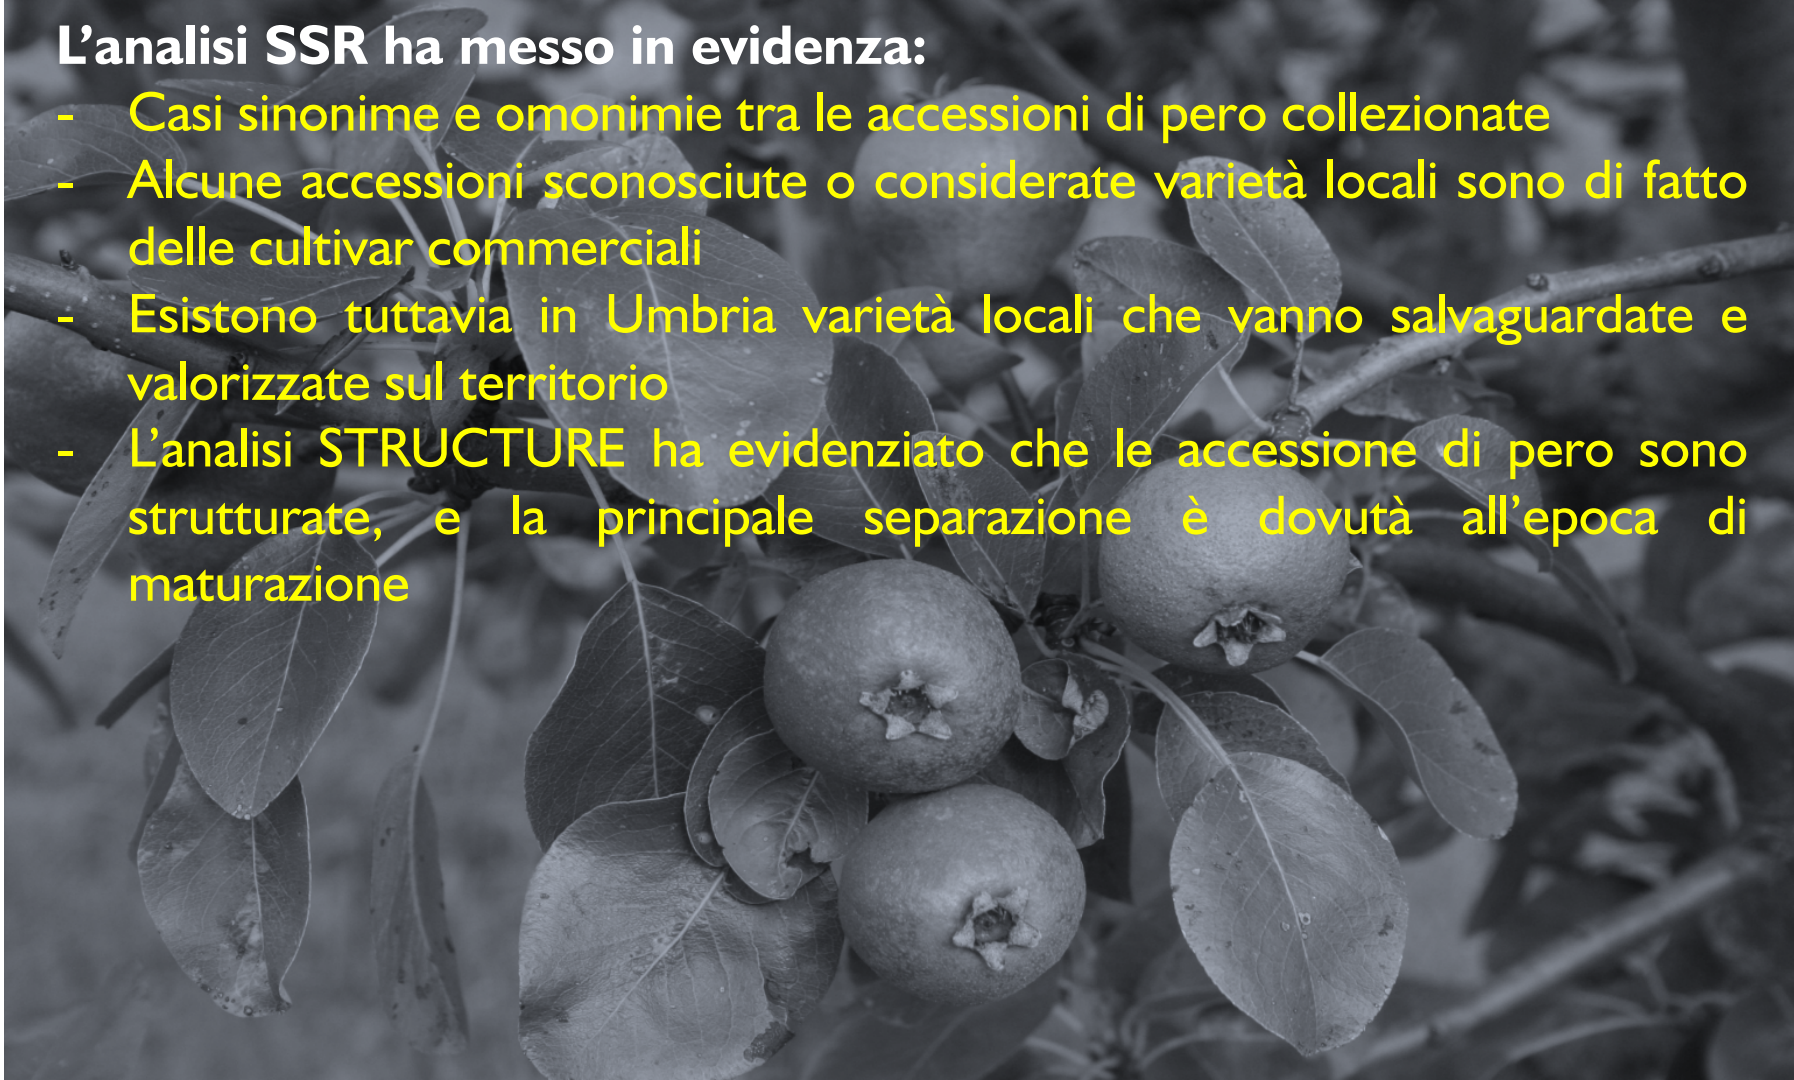 L’analisi SSR ha messo in evidenza:
- Casi sinonime e omonimie tra le accessioni di pero collezionate
- Alcune accessioni sconosciute o considerate varietà locali sono di fatto
delle cultivar commerciali
- Esistono tuttavia in Umbria varietà locali che vanno salvaguardate e
valorizzate sul territorio
- L’analisi STRUCTURE ha evidenziato che le accessione di pero sono
strutturate, e la principale separazione è dovutà all’epoca di
maturazione